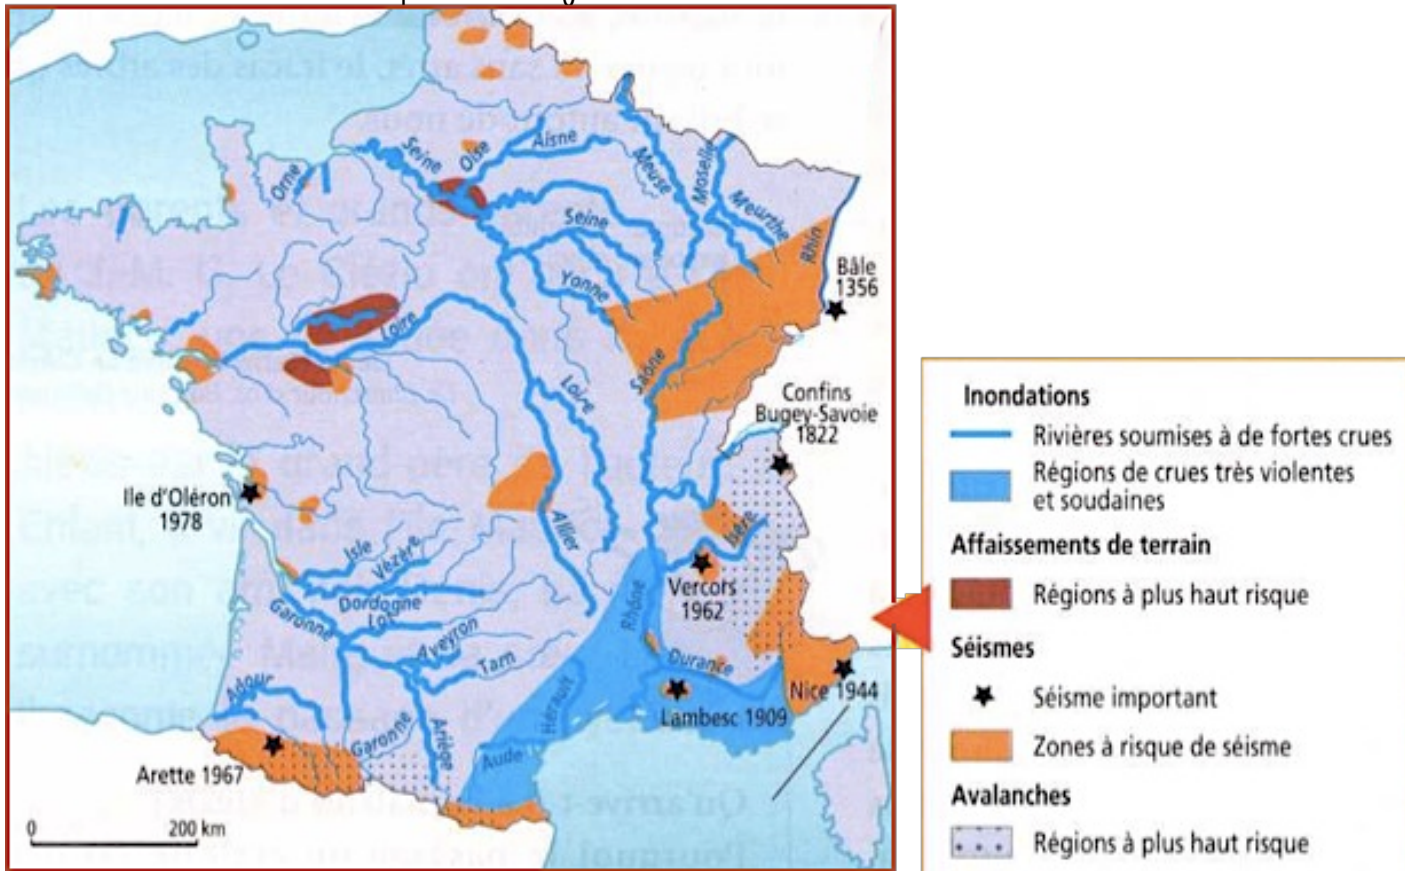 Seine
Oise
Aisne
Meuse
Moselle
Meurthe
Orne
Seine
Rhin
Yonne
Bâle
1356
Loire
Saône
Loire
Confins
Bugey-Savoie
1822
Ile d'Oléron
1978
Allier
Isère
Isle
Vézère
Vercors
1962
Dordogne
Lot
Garonne
Rhône
Aveyron
Tarn
Durance
Adour
Nice 1944
Lambesc 1909
Hérault
Garonne
Ariège
Aude
Arette 1967
0
200 km
Inondations
Rivières soumises à de fortes crues
Régions de crues très violentes
et soudaines
Affaissements de terrain
Régions à plus haut risque
Séismes
Séisme important
Zones à risque de séisme
Avalanches
Régions à plus haut risque